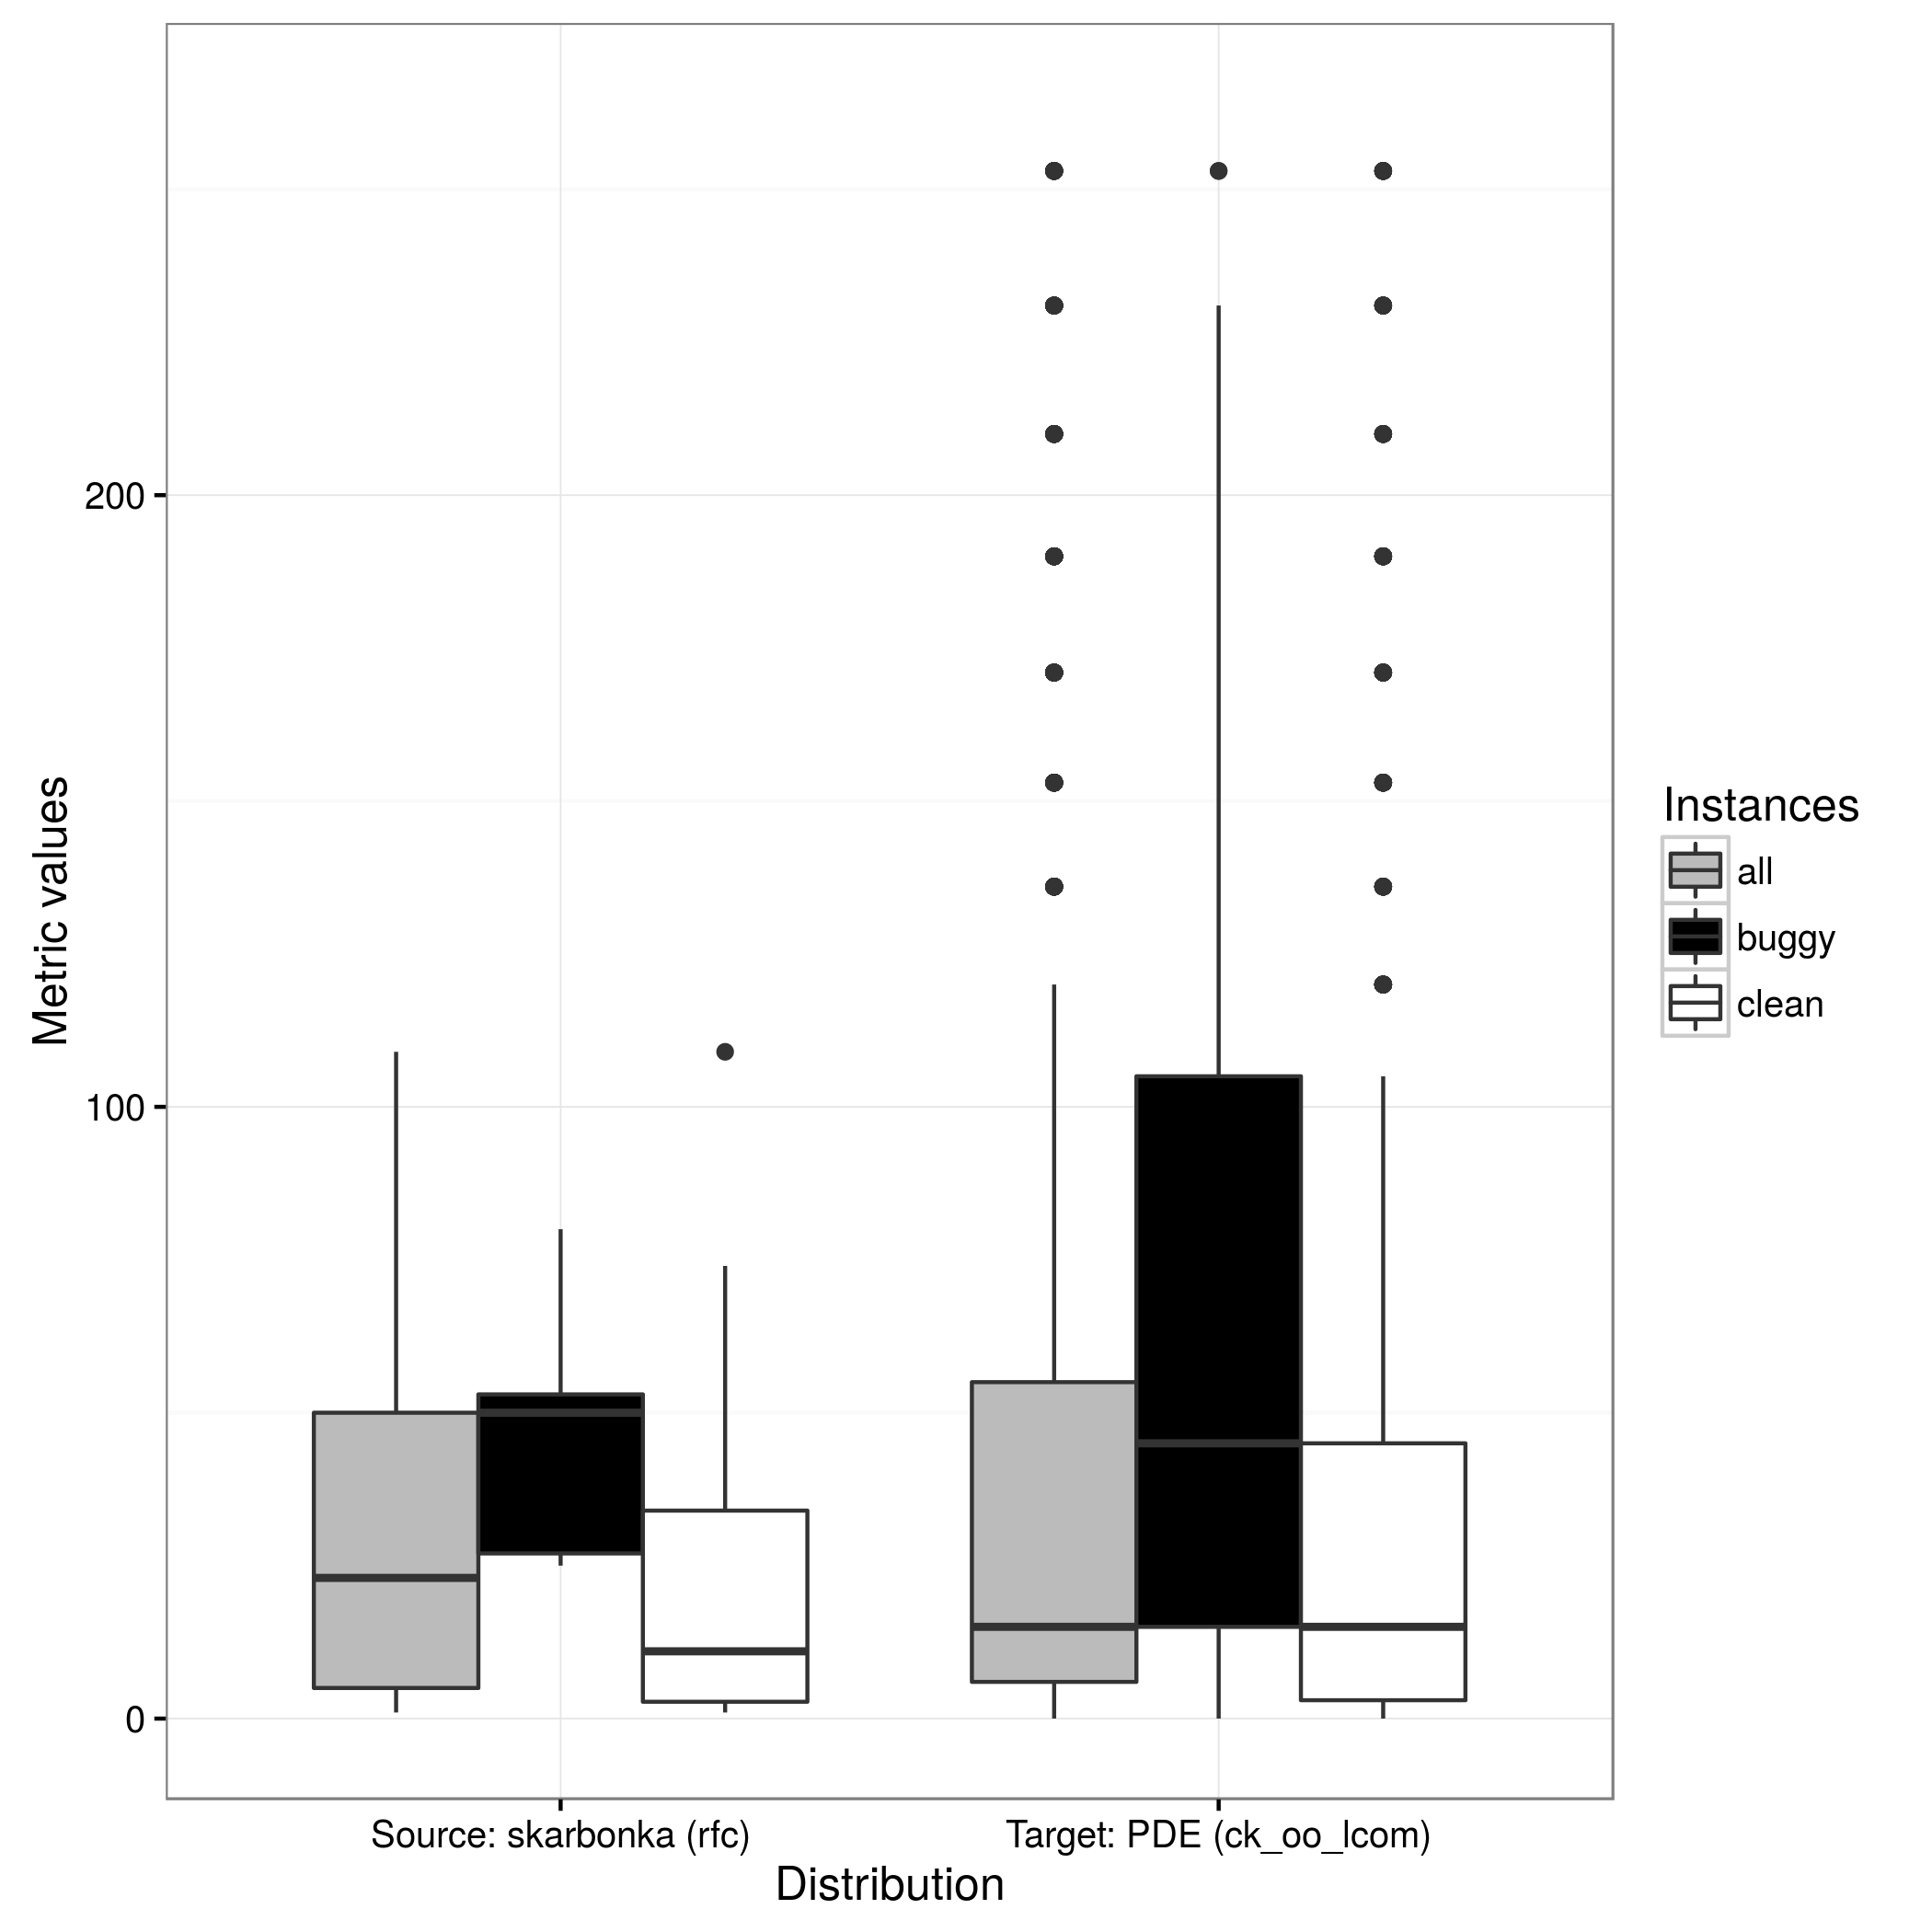 Metric values
200
100
0
Source: skarbonka (rfc)
Target: PDE (ck_oo_lcom)
Distribution
Instances
all
buggy
clean